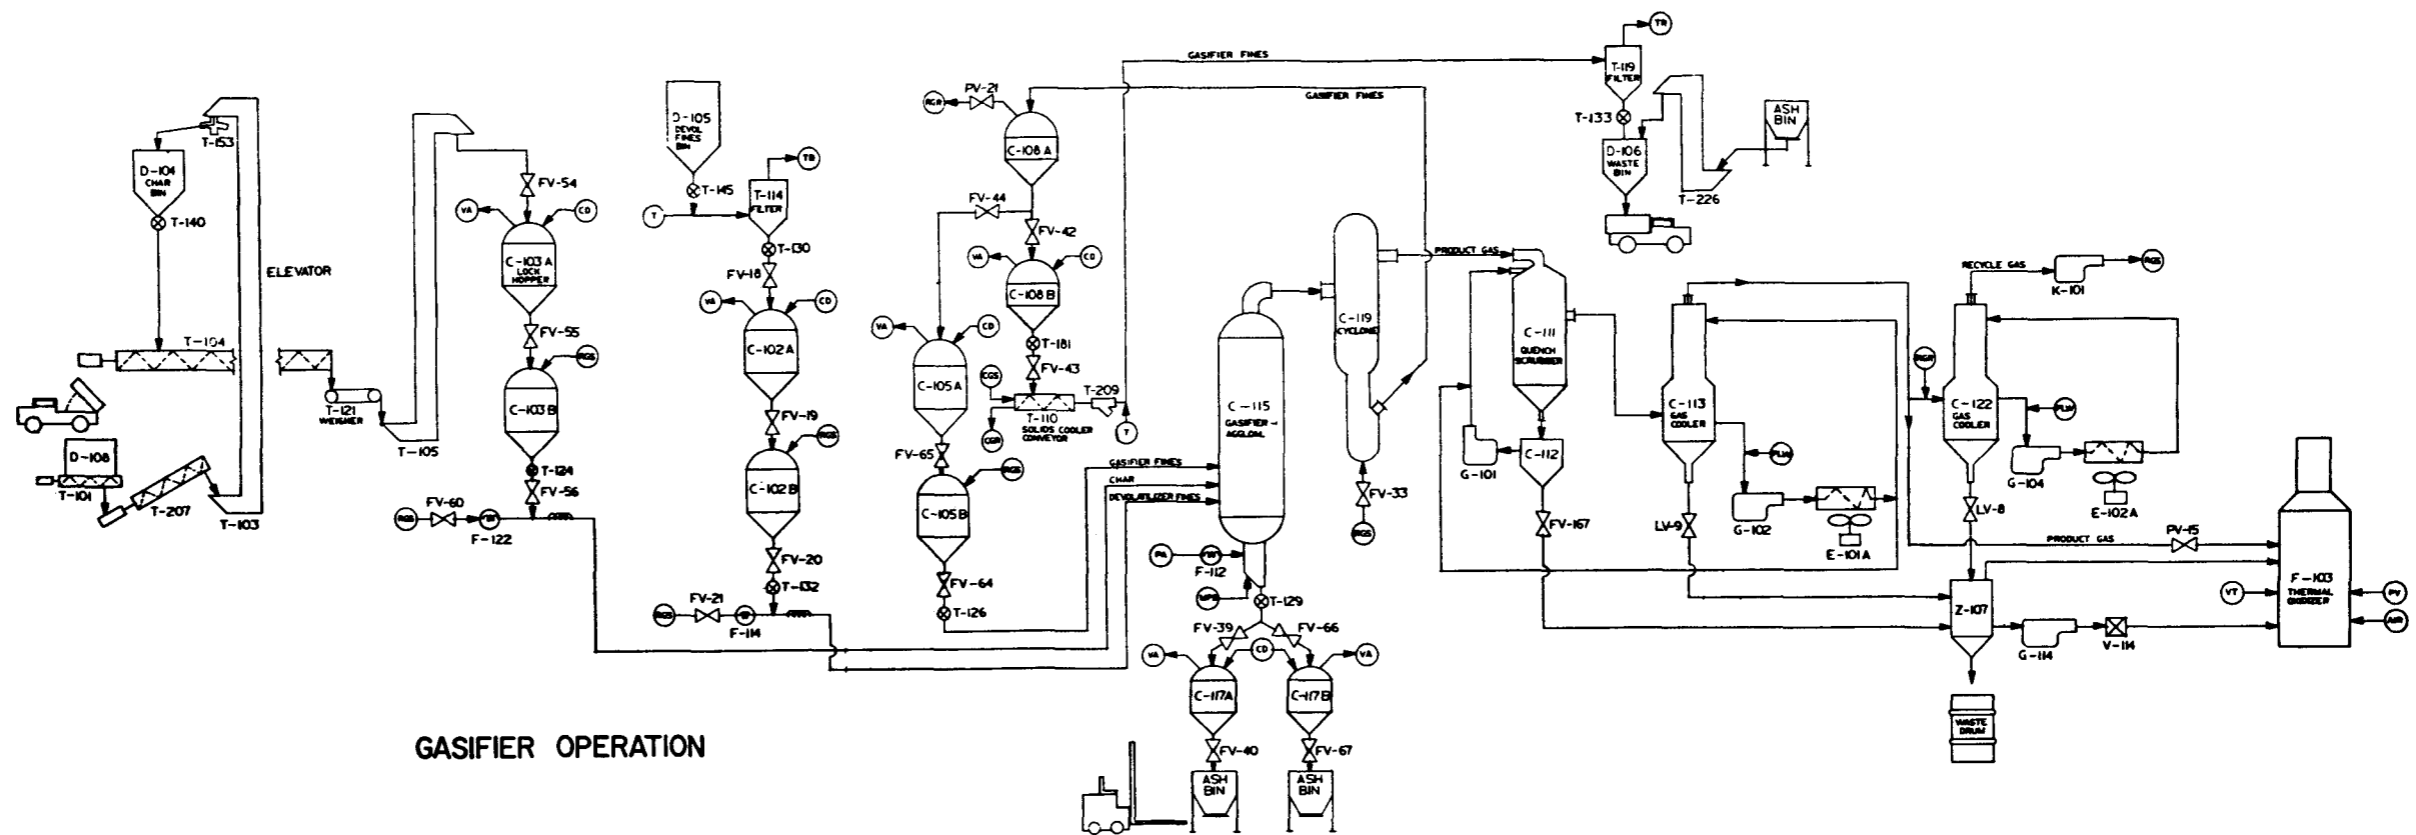 GASIFIER FINES
TR
T-119
FILTER
T-133
D-106
WASTE
BIN
ASH
BIN
T-226
T-153
D-104
CHAR
BIN
T-140
ELEVATOR
T-104
T-121
WEIGHER
T-105
D-108
T-101
T-207
T-103
FV-54
VA
CD
C-103A
LOCK
HOPPER
FV-55
RGS
C-103B
T-124
FV-56
RGS
FV-60
F-122
D-105
DEVOL
FINES
BIN
T-145
T
TR
T-114
FILTER
T-130
FV-18
VA
CD
C-102A
FV-19
RGS
C-102B
FV-20
T-132
RGS
FV-21
F-114
RGR
PV-21
GASIFIER FINES
C-108A
FV-44
FV-42
VA
CD
C-108B
T-181
FV-43
CGS
CGR
T-110
SOLIDS COOLER
CONVEYOR
T-209
T
VA
CD
C-105A
FV-65
RGS
C-105B
FV-64
T-126
GASIFIER FINES
CHAR
DEVOLATILIZER FINES
C-115
GASIFIER-
AGGLOM.
PA
F-112
T-129
FV-39
FV-66
VA
CD
VA
C-117A
C-117B
FV-40
FV-67
ASH
BIN
ASH
BIN
C-119
CYCLONE
FV-33
RGS
PRODUCT GAS
C-111
QUENCH
SCRUBBER
G-101
C-112
FV-167
C-113
GAS
COOLER
PLW
G-102
E-101A
LV-9
RECYCLE GAS
K-101
RGS
RGR
C-122
GAS
COOLER
PLW
G-104
E-102A
LV-8
PRODUCT GAS
PV-15
Z-107
G-114
V-114
WASTE
DRUM
VT
F-103
THERMAL
OXIDIZER
PV
AIR
GASIFIER OPERATION